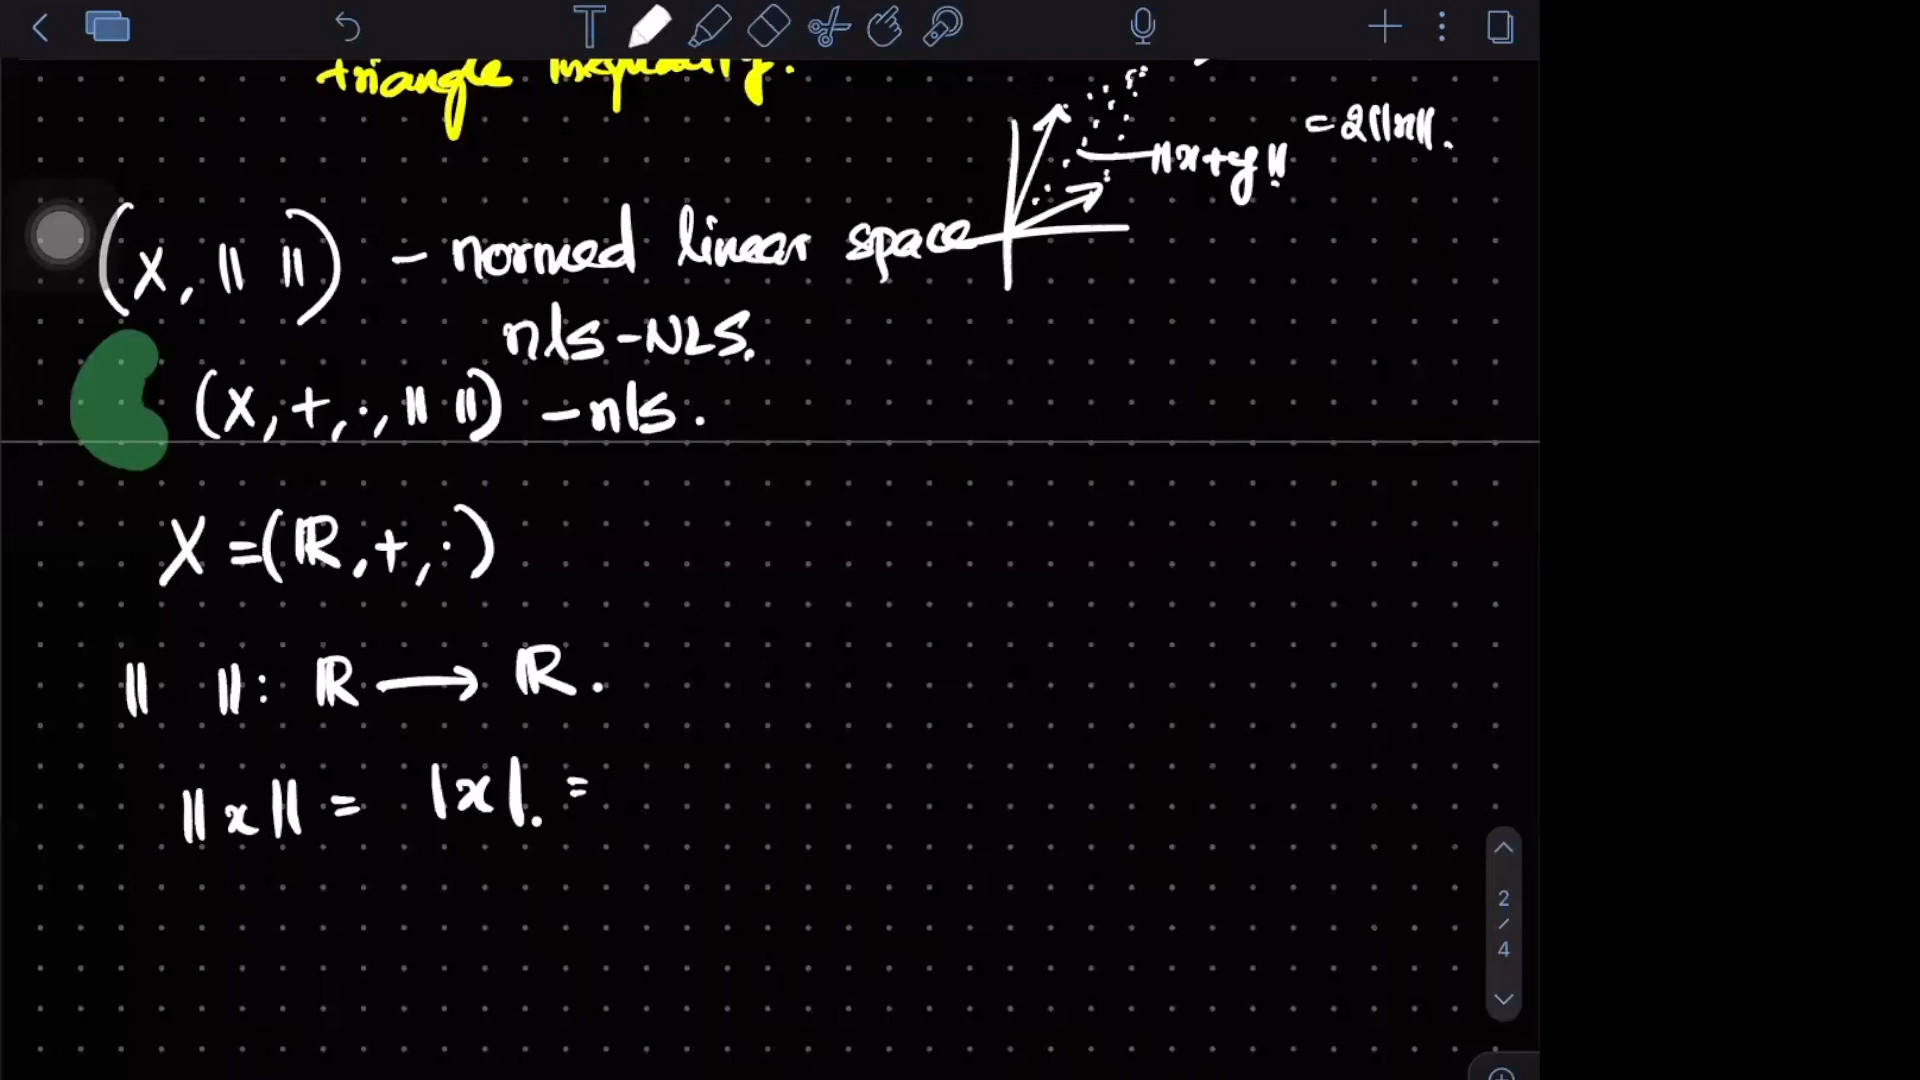 triangle inequality.
= 2||x||.
||x+y||
(X, || ||) - normed linear space
nls - NLS.
(X, +, ·, || ||) - nls.
X = (ℝ, +, ·)
|| ||: ℝ → ℝ.
||x|| = |x|. =
2
/
4